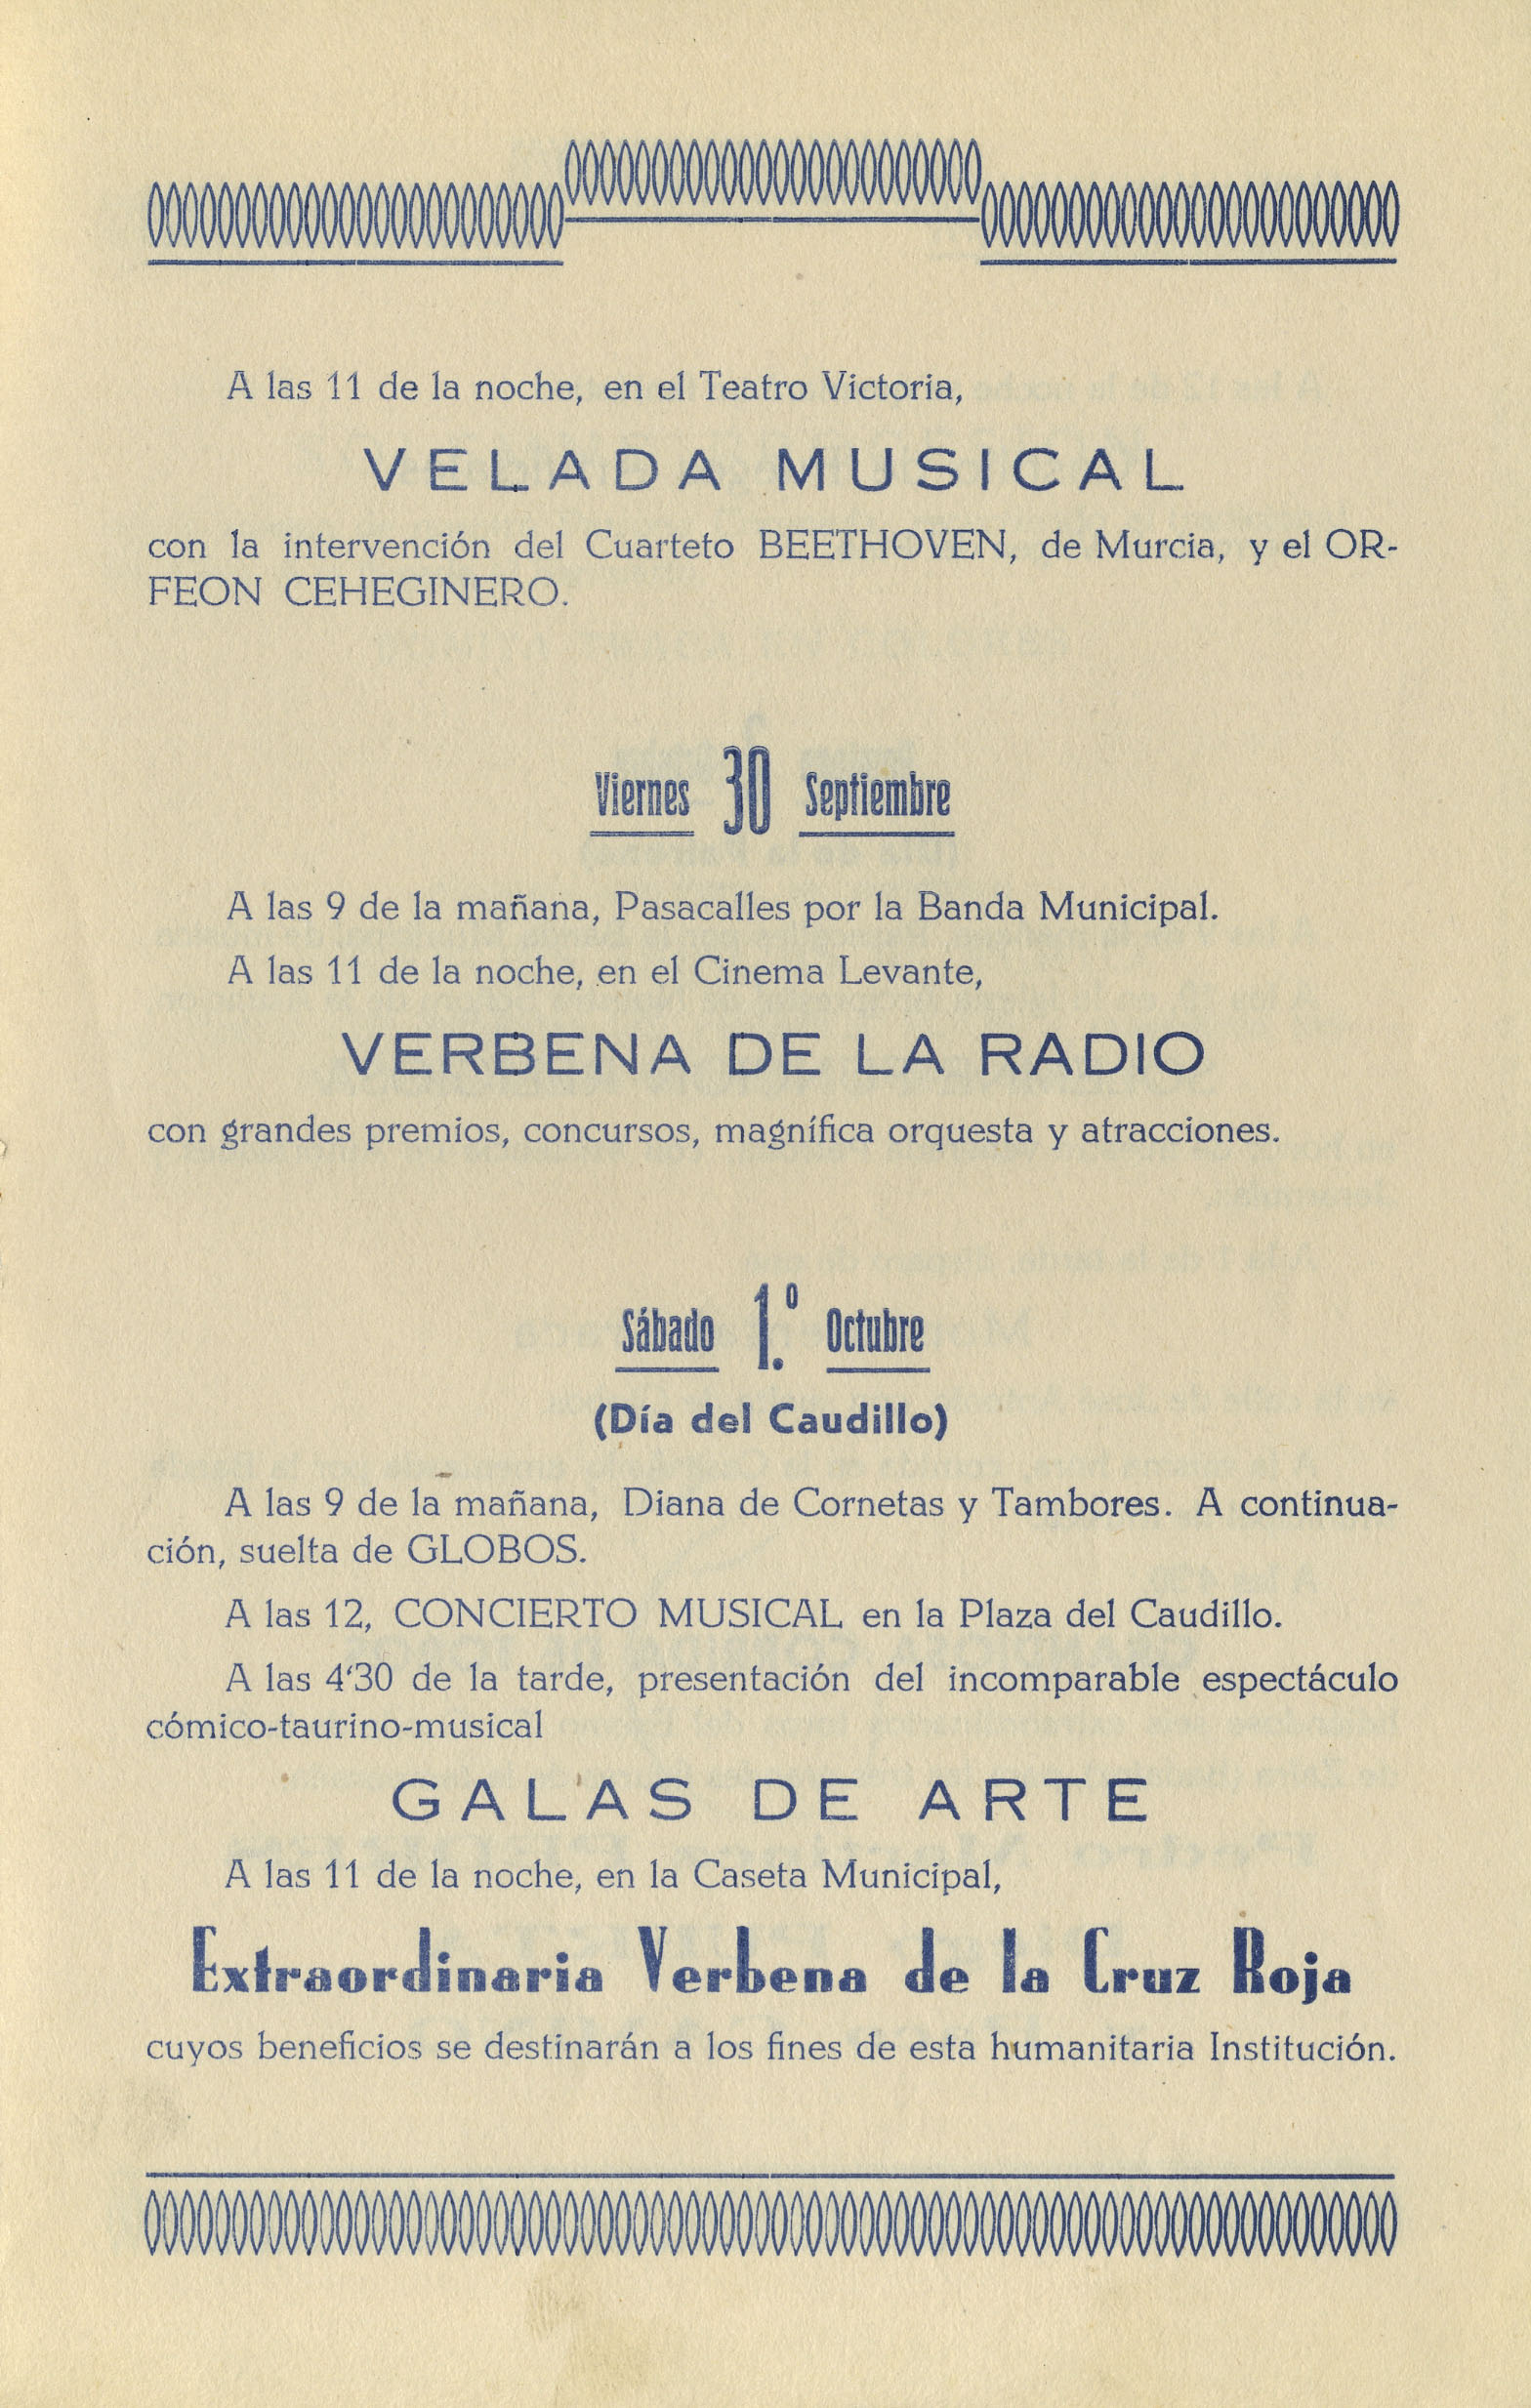 A las 11 de la noche, en el Teatro Victoria,
VELADA MUSICAL
con la intervención del Cuarteto BEETHOVEN, de Murcia, y el OR-
FEON CEHEGINERO.
Viernes 30 Septiembre
A las 9 de la mañana, Pasacalles por la Banda Municipal.
A las 11 de la noche, en el Cinema Levante,
VERBENA DE LA RADIO
con grandes premios, concursos, magnífica orquesta y atracciones.
Sábado 1.º Octubre
(Día del Caudillo)
A las 9 de la mañana, Diana de Cornetas y Tambores. A continua-
ción, suelta de GLOBOS.
A las 12, CONCIERTO MUSICAL en la Plaza del Caudillo.
A las 4'30 de la tarde, presentación del incomparable espectáculo
cómico-taurino-musical
GALAS DE ARTE
A las 11 de la noche, en la Caseta Municipal,
Extraordinaria Verbena de la Cruz Roja
cuyos beneficios se destinarán a los fines de esta humanitaria Institución.